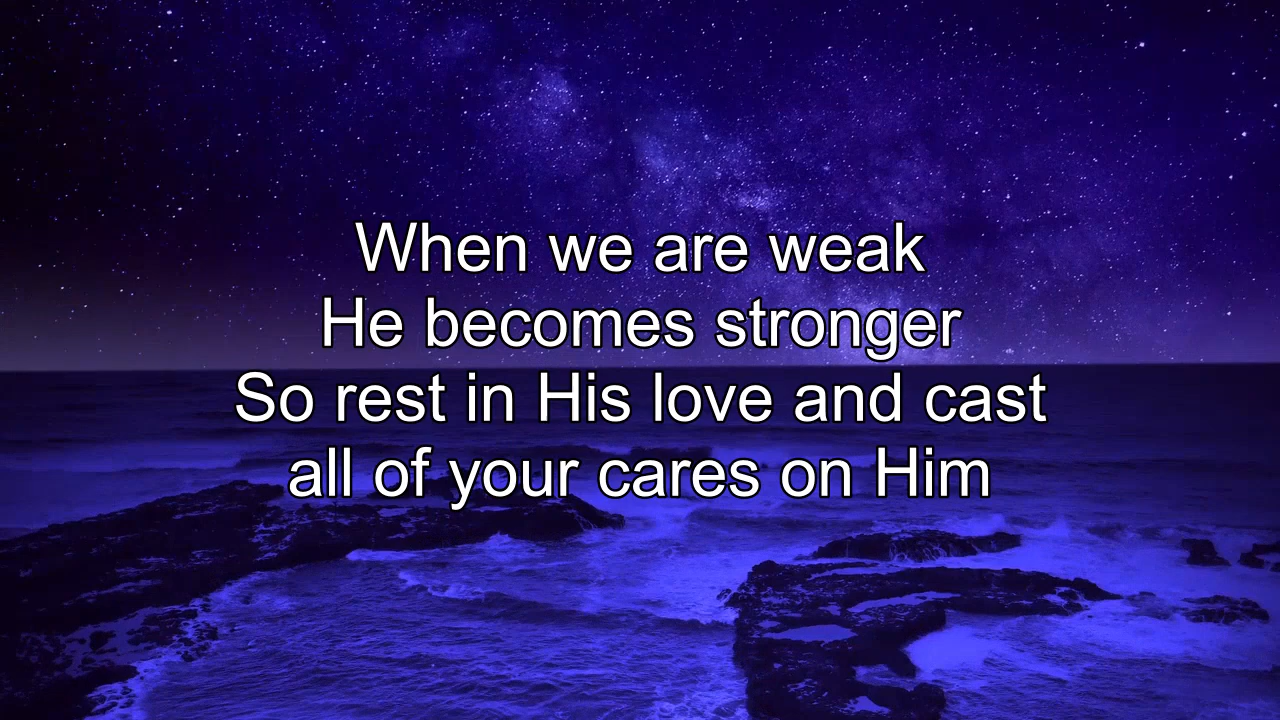 When we are weak
He becomes stronger
So rest in His love and cast
all of your cares on Him